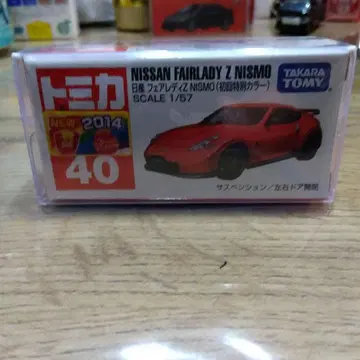 トミカ
NEW
2014
40
NISSAN FAIRLADY Z NISMO
日産 フェアレディZ NISMO(初回特別カラー)
SCALE 1/57
TAKARA
TOMY
サスペンション/左右ドア開閉